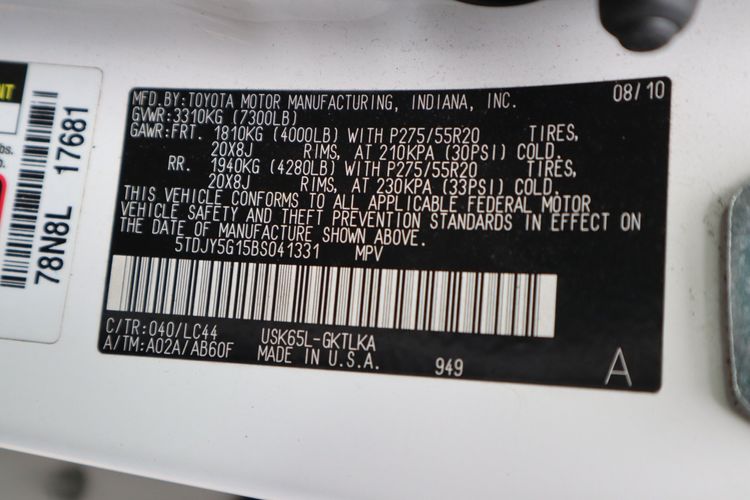 MFD.BY:TOYOTA MOTOR MANUFACTURING, INDIANA, INC. 08/10
GVWR:3310KG (7300LB)
GAWR:FRT. 1810KG (4000LB) WITH P275/55R20 TIRES,
20X8J RIMS, AT 210KPA (30PSI) COLD.
RR. 1940KG (4280LB) WITH P275/55R20 TIRES,
20X8J RIMS, AT 230KPA (33PSI) COLD.
THIS VEHICLE CONFORMS TO ALL APPLICABLE FEDERAL MOTOR
VEHICLE SAFETY AND THEFT PREVENTION STANDARDS IN EFFECT ON
THE DATE OF MANUFACTURE SHOWN ABOVE.
5TDJY5G15BS041331 MPV
C/TR:040/LC44 USK65L-GKTLKA
A/TM:A02A/AB60F MADE IN U.S.A. 949 A
78N8L 17681